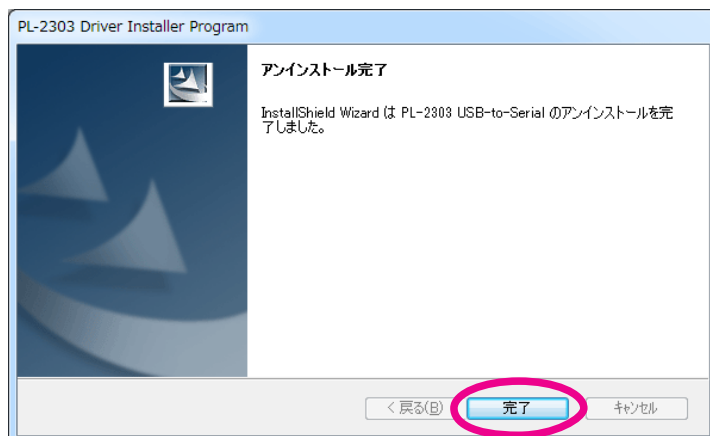 PL-2303 Driver Installer Program
アンインストール完了
InstallShield Wizard は PL-2303 USB-to-Serial のアンインストールを完
了しました。
< 戻る(B)
完了
キャンセル